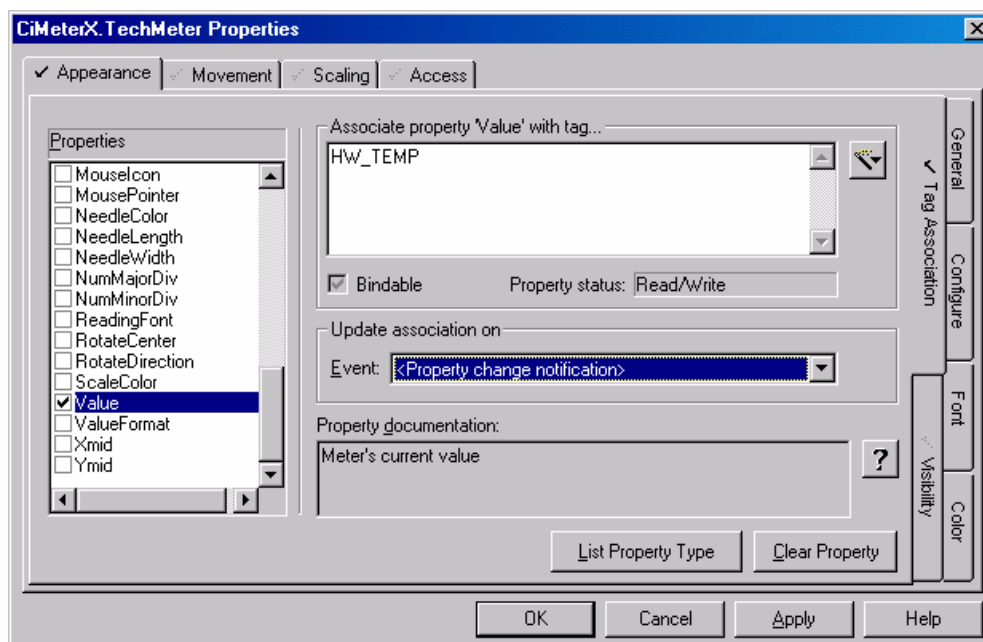 CiMeterX.TechMeter Properties
Appearance
Movement
Scaling
Access
Properties
MouseIcon
MousePointer
NeedleColor
NeedleLength
NeedleWidth
NumMajorDiv
NumMinorDiv
ReadingFont
RotateCenter
RotateDirection
ScaleColor
Value
ValueFormat
Xmid
Ymid
Associate property 'Value' with tag...
HW_TEMP
Bindable
Property status: Read/Write
Update association on
Event: <Property change notification>
Property documentation:
Meter's current value
?
List Property Type
Clear Property
General
Tag Association
Configure
Font
Visibility
Color
OK
Cancel
Apply
Help